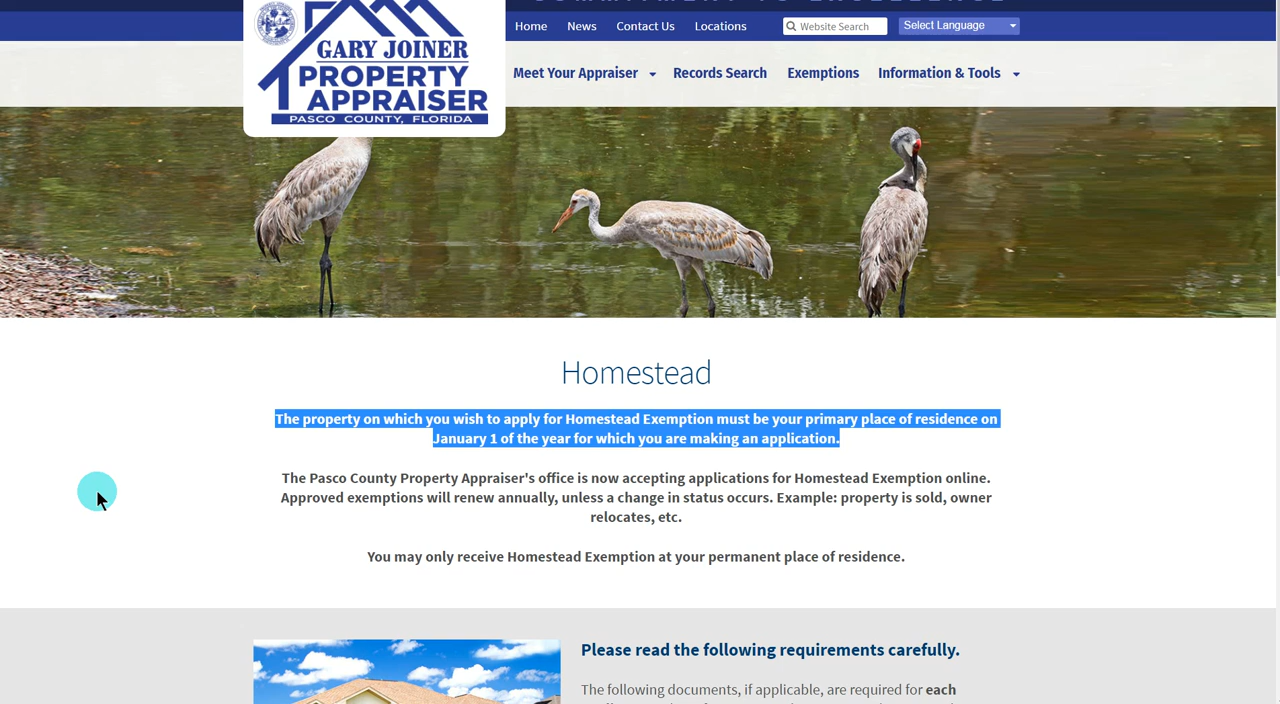 Home News Contact Us Locations Website Search Select Language
GARY JOINER
PROPERTY
APPRAISER
PASCO COUNTY, FLORIDA
Meet Your Appraiser Records Search Exemptions Information & Tools
Homestead
The property on which you wish to apply for Homestead Exemption must be your primary place of residence on
January 1 of the year for which you are making an application.
The Pasco County Property Appraiser's office is now accepting applications for Homestead Exemption online.
Approved exemptions will renew annually, unless a change in status occurs. Example: property is sold, owner
relocates, etc.
You may only receive Homestead Exemption at your permanent place of residence.
Please read the following requirements carefully.
The following documents, if applicable, are required for each